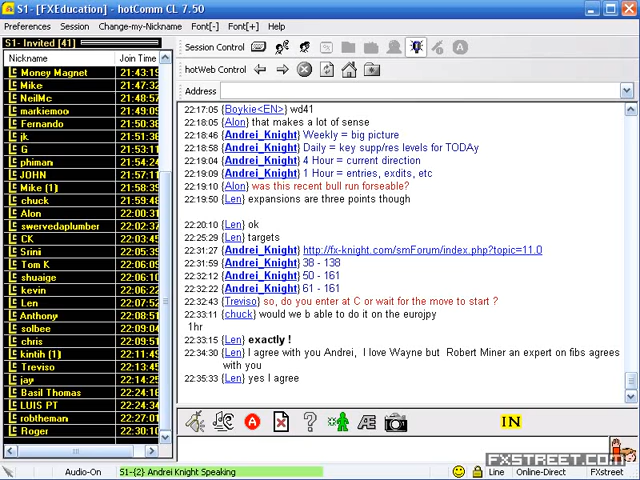 S1- [FXEducation] - hotComm CL 7.50
Preferences Session Change-my-Nickname Font[-] Font[+] Help
S1- Invited [41]
Nickname Join Time
Money Magnet 21:43:19
Mike 21:47:32
NeilMc 21:48:57
markiemoo 21:49:09
Fernando 21:50:38
jk 21:51:36
G 21:53:11
phiman 21:54:24
JOHN 21:57:17
Mike (1) 21:58:39
chuck 21:59:48
Alon 22:00:31
swervedaplumber 22:02:37
CK 22:03:45
Srini 22:05:39
Tom K 22:06:09
shuaige 22:06:10
kevin 22:06:22
Len 22:07:52
Anthony 22:08:51
solbee 22:09:04
chris 22:09:51
kintih (1) 22:11:49
Treviso 22:13:45
jay 22:14:25
Basil Thomas 22:24:16
LUIS PT 22:24:34
robtheman 22:27:01
Roger 22:30:10
Session Control
hotWeb Control
Address
22:17:05 {Boykie<EN>} wd41
22:18:05 {Alon} that makes a lot of sense
22:18:46 {Andrei_Knight} Weekly = big picture
22:18:58 {Andrei_Knight} Daily = key supp/res levels for TODAy
22:19:04 {Andrei_Knight} 4 Hour = current direction
22:19:09 {Andrei_Knight} 1 Hour = entries, exdits, etc
22:19:10 {Alon} was this recent bull run forseable?
22:19:50 {Len} expansions are three points though
22:20:10 {Len} ok
22:25:29 {Len} targets
22:31:27 {Andrei_Knight} http://fx-knight.com/smForum/index.php?topic=11.0
22:31:59 {Andrei_Knight} 38 - 138
22:32:12 {Andrei_Knight} 50 - 161
22:32:22 {Andrei_Knight} 61 - 161
22:32:43 {Treviso} so, do you enter at C or wait for the move to start ?
22:33:11 {chuck} would we b able to do it on the eurojpy
1hr
22:33:15 {Len} exactly !
22:34:30 {Len} I agree with you Andrei, I love Wayne but Robert Miner an expert on fibs agrees
with you
22:35:33 {Len} yes I agree
IN
Audio-On S1-{2} Andrei Knight Speaking Line Online-Direct FXstreet
FXSTREET.COM